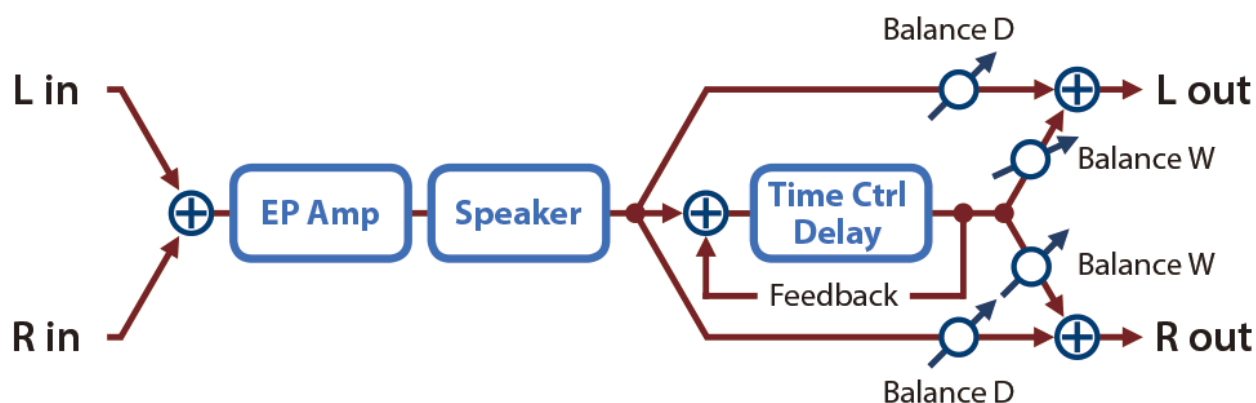 Balance D
L in
L out
Balance W
EP Amp
Speaker
Time Ctrl
Delay
Balance W
Feedback
R in
R out
Balance D